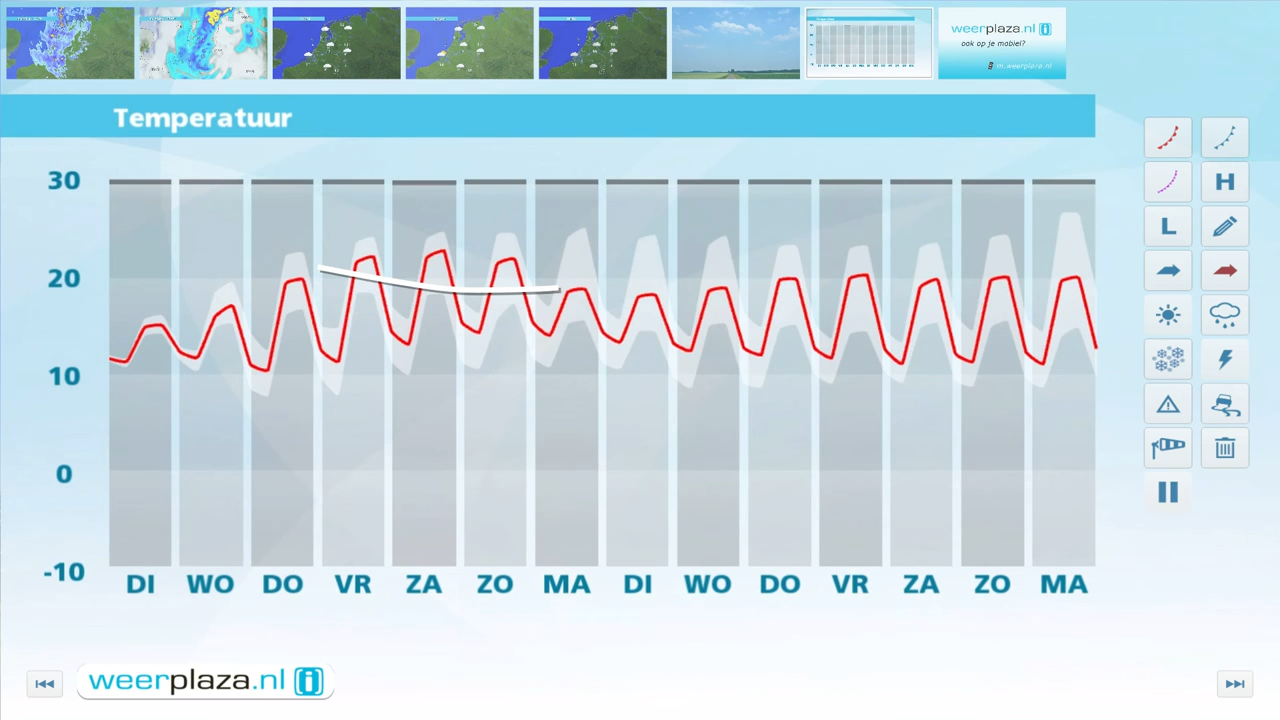 weerplaza.nl i
ook op je mobiel?
m.weerplaza.nl
Temperatuur
30
20
10
0
-10
DI WO DO VR ZA ZO MA DI WO DO VR ZA ZO MA
H
L
weerplaza.nl i